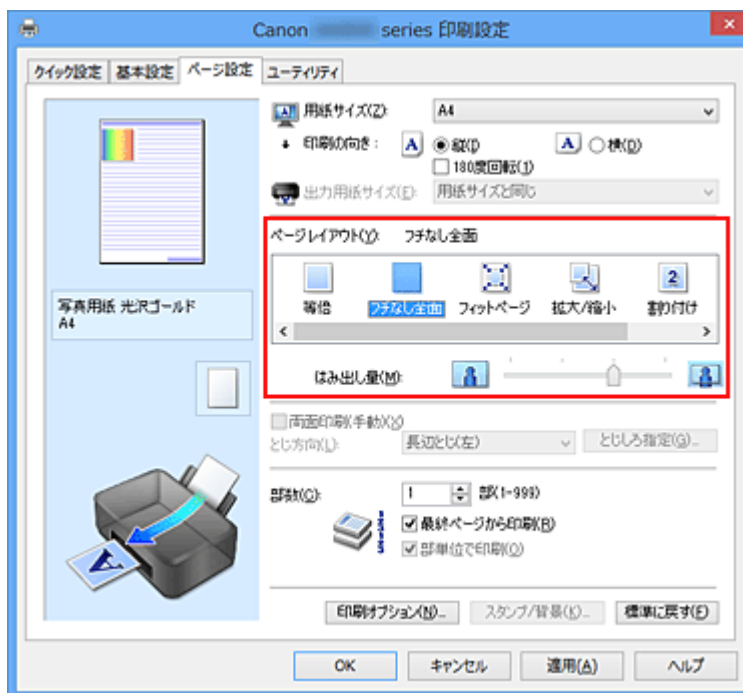 Canon series 印刷設定
クイック設定 基本設定 ページ設定 ユーティリティ
用紙サイズ(Z): A4
印刷の向き: A 縦(I) A 横(D)
180度回転(1)
出力用紙サイズ(E): 用紙サイズと同じ
ページレイアウト(Y): フチなし全面
等倍 フチなし全面 フィットページ 拡大/縮小 2 割り付け
写真用紙 光沢ゴールド
A4
はみ出し量(M):
両面印刷(手動)(X)
とじ方向(L): 長辺とじ(左) とじしろ指定(G)...
部数(C): 1 部(1-999)
最終ページから印刷(R)
部単位で印刷(O)
印刷オプション(N)... スタンプ/背景(K)... 標準に戻す(F)
OK キャンセル 適用(A) ヘルプ